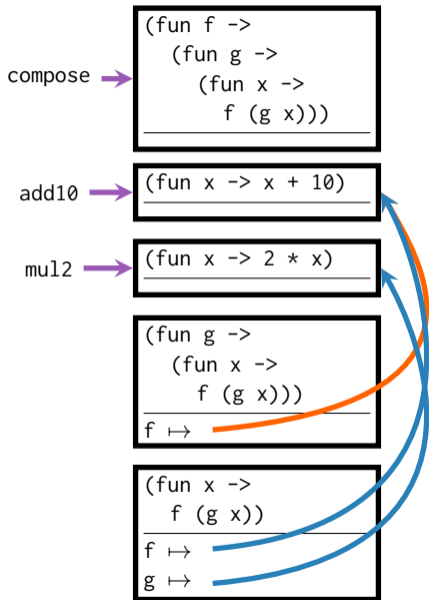 (fun f ->
(fun g ->
compose
(fun x ->
f (g x)))
add10
(fun x -> x + 10)
mul2
(fun x -> 2 * x)
(fun g ->
(fun x ->
f (g x)))
f ↦
(fun x ->
f (g x))
f ↦
g ↦